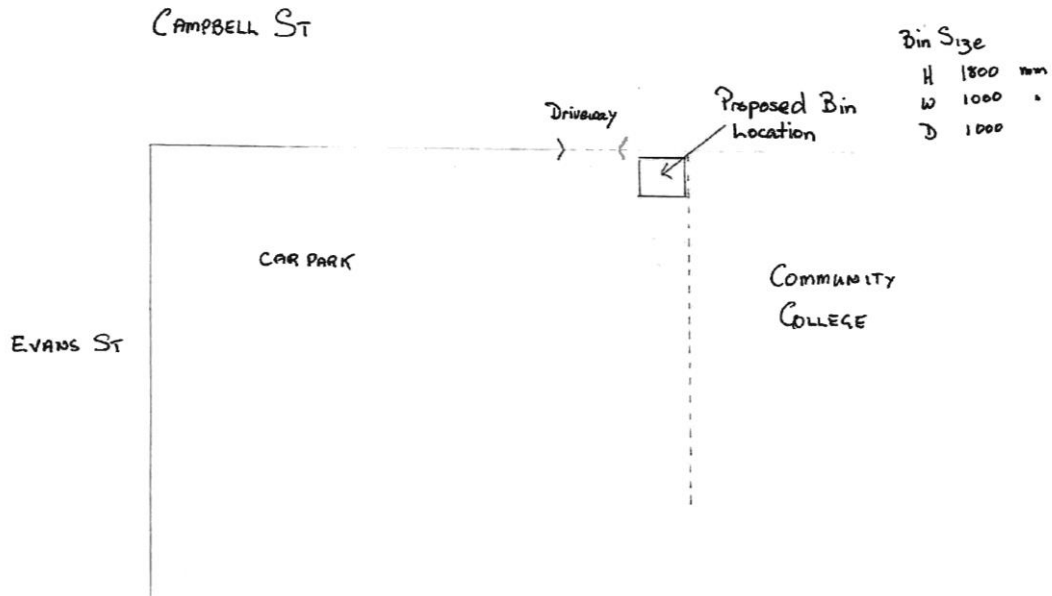 CAMPBELL ST
Bin Size
H 1800 mm
W 1000 "
D 1000
Driveway
Proposed Bin
Location
CAR PARK
COMMUNITY
COLLEGE
EVANS ST